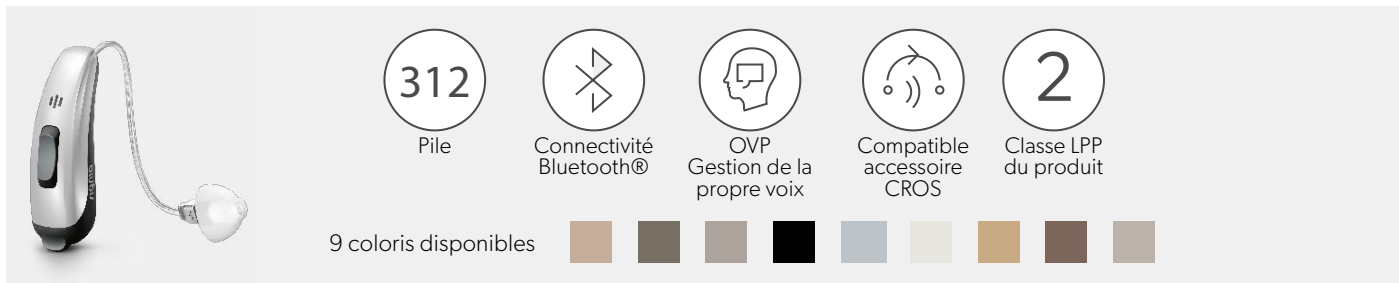 312
2
Pile
Connectivité
Bluetooth®
OVP
Gestion de la
propre voix
Compatible
accessoire
CROS
Classe LPP
du produit
signia
9 coloris disponibles